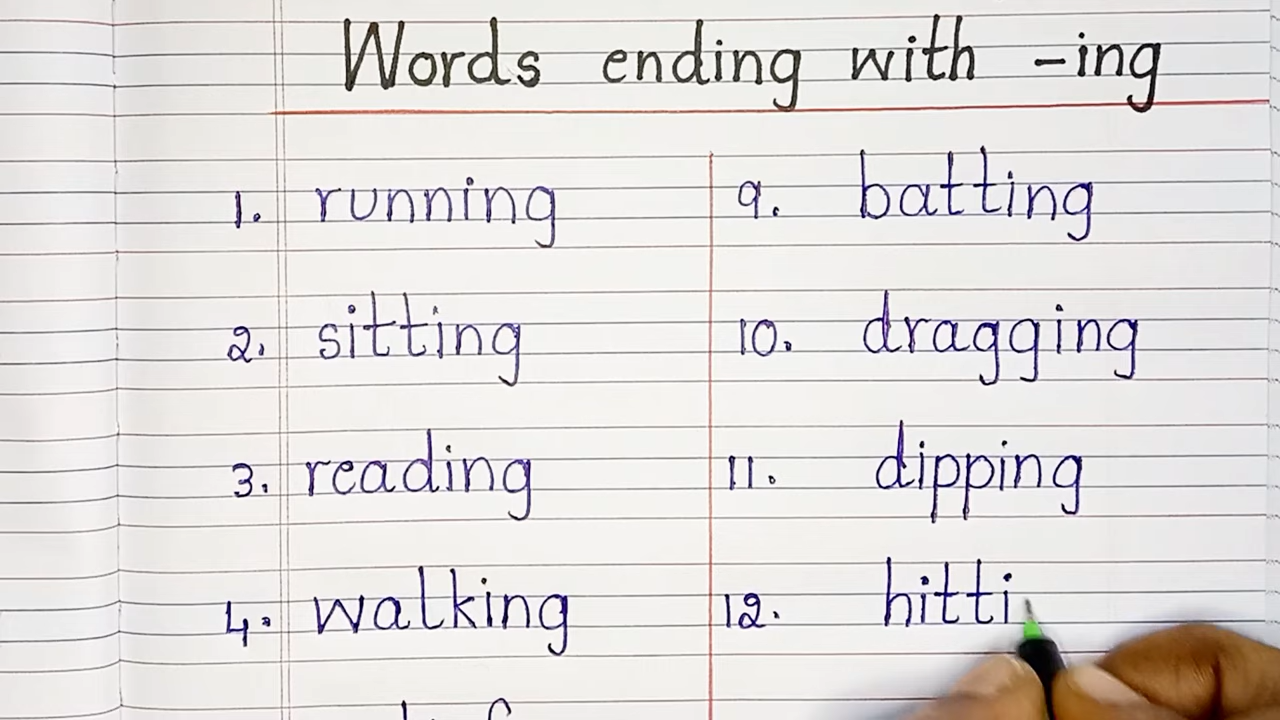 Words ending with -ing
1. running
2. sitting
3. reading
4. walking
9. batting
10. dragging
11. dipping
12. hitti